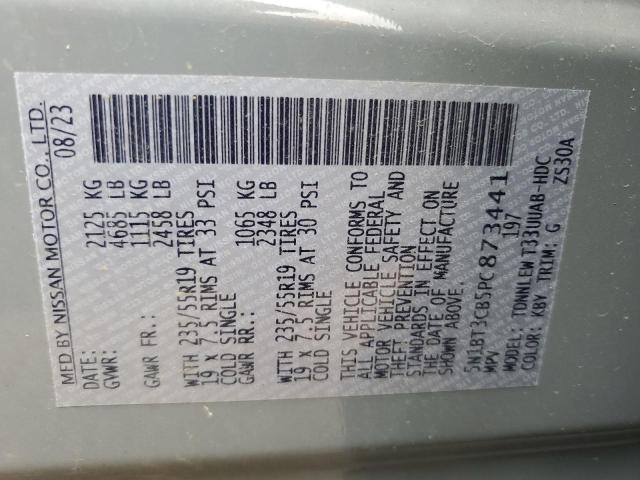 MFD BY NISSAN MOTOR CO., LTD.
DATE: 08/23
GVWR: 2125 KG
4685 LB
GAWR FR.: 1115 KG
2458 LB
WITH 235/55R19 TIRES
19 X 7.5 RIMS AT 33 PSI
COLD SINGLE
GAWR RR.: 1065 KG
2348 LB
WITH 235/55R19 TIRES
19 X 7.5 RIMS AT 30 PSI
COLD SINGLE
THIS VEHICLE CONFORMS TO
ALL APPLICABLE FEDERAL
MOTOR VEHICLE SAFETY AND
THEFT PREVENTION
STANDARDS IN EFFECT ON
THE DATE OF MANUFACTURE
SHOWN ABOVE.
5N1BT3CB5PC873441
MPV 197
MODEL: TONNLEW T33UUAB-HDC
COLOR: KBY TRIM: G ZS30A